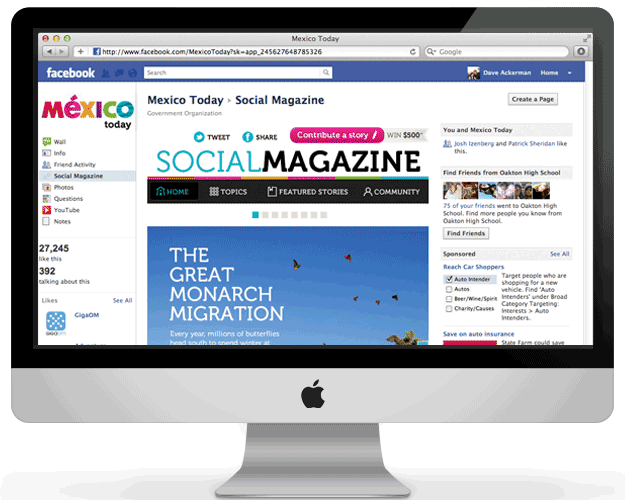 Mexico Today
http://www.facebook.com/MexicoToday?sk=app_245627648785326
Google
facebook
Search
Dave Ackerman
Home
MéXICO
today
Wall
Info
Friend Activity
Social Magazine
Photos
Questions
YouTube
Notes
27,245
like this
392
talking about this
Likes
See All
GigaOM
Mexico Today ▸ Social Magazine
Government Organization
Create a Page
TWEET
SHARE
Contribute a story
WIN $500
SOCIALMAGAZINE
HOME
TOPICS
FEATURED STORIES
COMMUNITY
THE
GREAT
MONARCH
MIGRATION
Every year, millions of butterflies
head south to spend winter at
You and Mexico Today
Josh Izenberg and Patrick Sheridan like
this.
Find Friends from Oakton High School
75 of your friends went to Oakton High
School. Find more people you know from
Oakton High School.
Find Friends
Sponsored
See All
Reach Car Shoppers
Auto Intender
Autos
Beer/Wine/Spirit
Charity/Causes
Target people who are
shopping for a new
vehicle. Find 'Auto
Intenders' under Broad
Category Targeting:
Interests > Auto
Intenders.
Save on auto insurance
State Farm could save